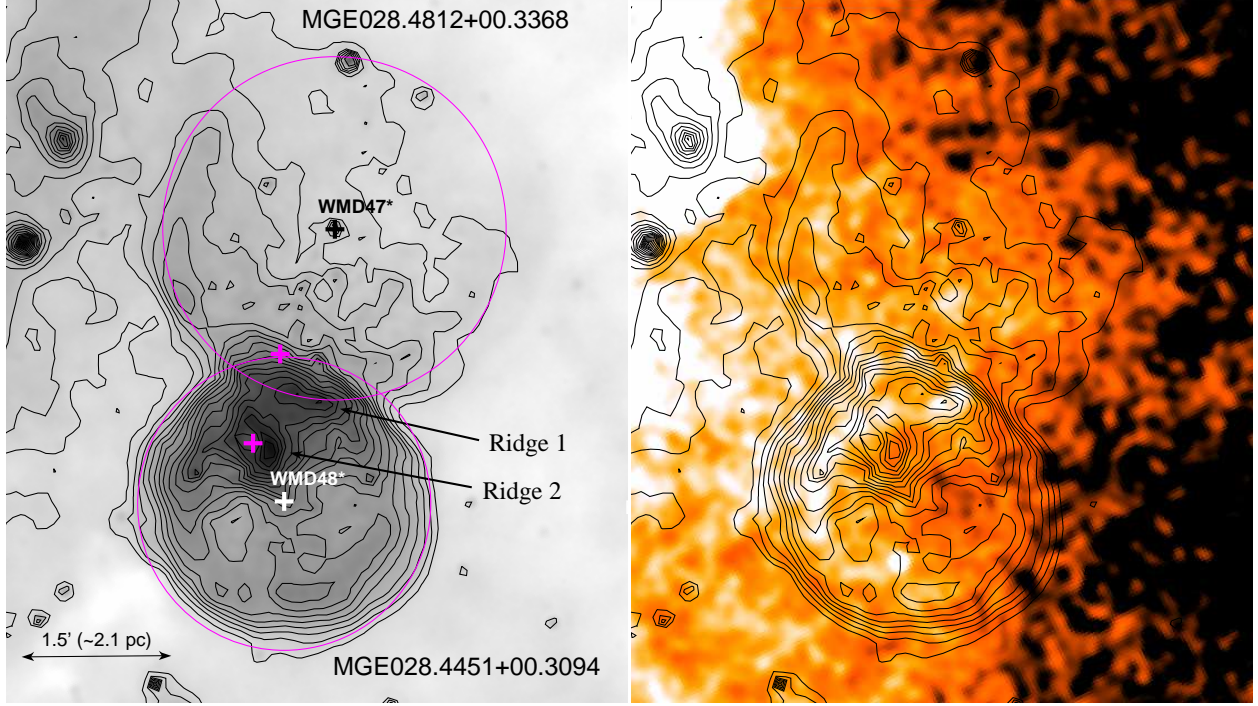 MGE028.4812+00.3368
WMD47*
Ridge 1
WMD48*
Ridge 2
1.5' (~2.1 pc)
MGE028.4451+00.3094